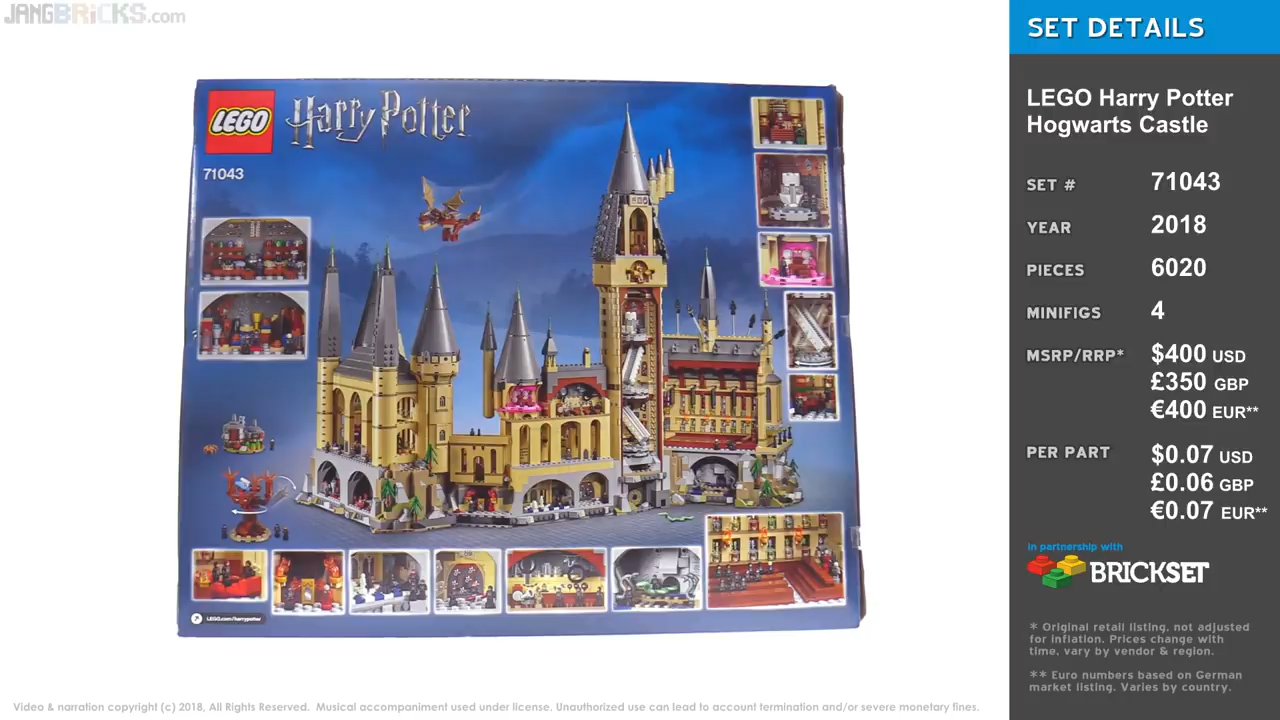 JANGBRiCKS.com
LEGO
Harry Potter
71043
LEGO.com/harrypotter
SET DETAILS
LEGO Harry Potter
Hogwarts Castle
SET # 71043
YEAR 2018
PIECES 6020
MINIFIGS 4
MSRP/RRP* $400 USD
£350 GBP
€400 EUR**
PER PART $0.07 USD
£0.06 GBP
€0.07 EUR**
in partnership with
BRICKSET
* Original retail listing, not adjusted
for inflation. Prices change with
time, vary by vendor & region.
** Euro numbers based on German
market listing. Varies by country.
Video & narration copyright (c) 2018, All Rights Reserved. Musical accompaniment used under license. Unauthorized use can lead to account termination and/or severe monetary fines.